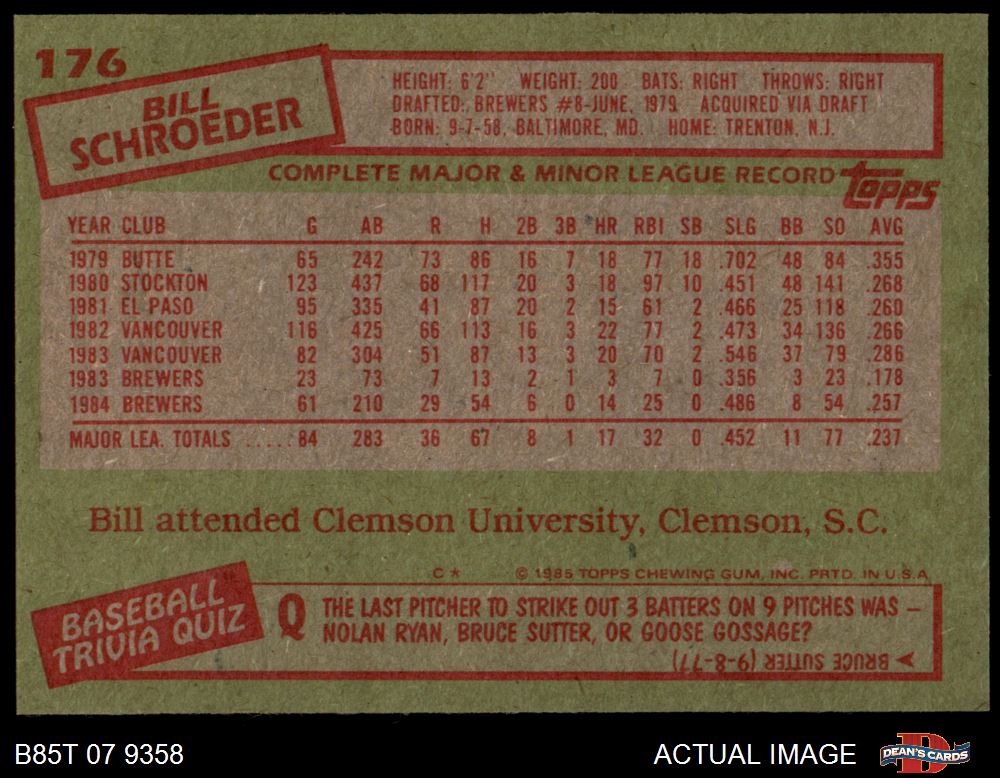 176
BILL
SCHROEDER
HEIGHT: 6'2" WEIGHT: 200 BATS: RIGHT THROWS: RIGHT
DRAFTED: BREWERS #8-JUNE, 1979 ACQUIRED VIA DRAFT
BORN: 9-7-58, BALTIMORE, MD. HOME: TRENTON, N.J.
COMPLETE MAJOR & MINOR LEAGUE RECORD topps
YEAR CLUB G AB R H 2B 3B HR RBI SB SLG BB SO AVG
1979 BUTTE 65 242 73 86 16 7 18 77 18 .702 48 84 .355
1980 STOCKTON 123 437 68 117 20 3 18 97 10 .451 48 141 .268
1981 EL PASO 95 335 41 87 20 2 15 61 2 .466 25 118 .260
1982 VANCOUVER 116 425 66 113 16 3 22 77 2 .473 34 136 .266
1983 VANCOUVER 82 304 51 87 13 3 20 70 2 .546 37 79 .286
1983 BREWERS 23 73 7 13 2 1 3 7 0 .356 3 23 .178
1984 BREWERS 61 210 29 54 6 0 14 25 0 .486 8 54 .257
MAJOR LEA. TOTALS ..... 84 283 36 67 8 1 17 32 0 .452 11 77 .237
Bill attended Clemson University, Clemson, S.C.
C* © 1985 TOPPS CHEWING GUM, INC. PRTD. IN U.S.A.
BASEBALL
TRIVIA QUIZ
Q THE LAST PITCHER TO STRIKE OUT 3 BATTERS ON 9 PITCHES WAS –
NOLAN RYAN, BRUCE SUTTER, OR GOOSE GOSSAGE?
BRUCE SUTTER (9-8-77)
B85T 07 9358 ACTUAL IMAGE DEAN'S CARDS